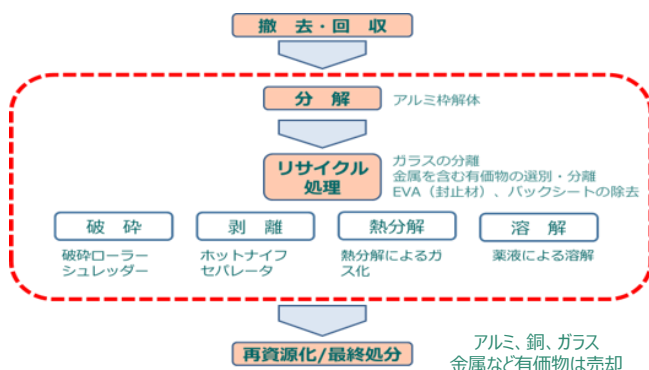 撤去・回収
分解
アルミ枠解体
リサイクル
処理
ガラスの分離
金属を含む有価物の選別・分離
EVA（封止材）、バックシートの除去
破砕
剥離
熱分解
溶解
破砕ローラー
シュレッダー
ホットナイフ
セパレータ
熱分解によるガ
ス化
薬液による溶解
再資源化/最終処分
アルミ、銅、ガラス
金属など有価物は売却